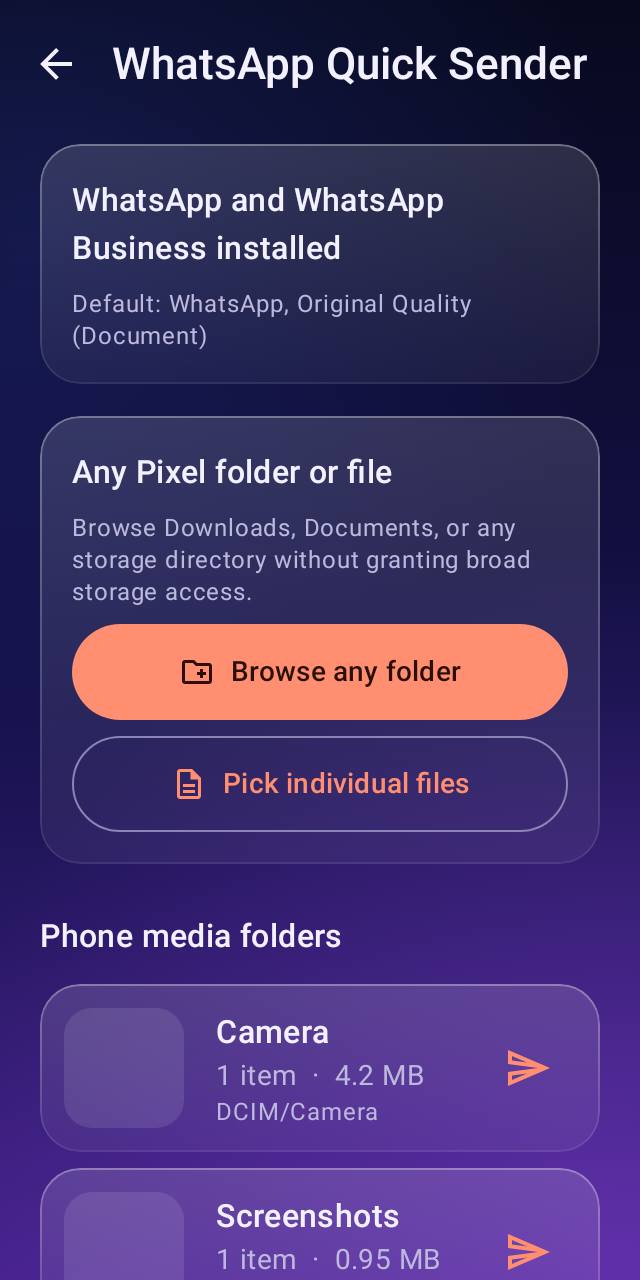 WhatsApp Quick Sender
WhatsApp and WhatsApp
Business installed
Default: WhatsApp, Original Quality
(Document)
Any Pixel folder or file
Browse Downloads, Documents, or any
storage directory without granting broad
storage access.
Browse any folder
Pick individual files
Phone media folders
Camera
1 item · 4.2 MB
DCIM/Camera
Screenshots
1 item · 0.95 MB